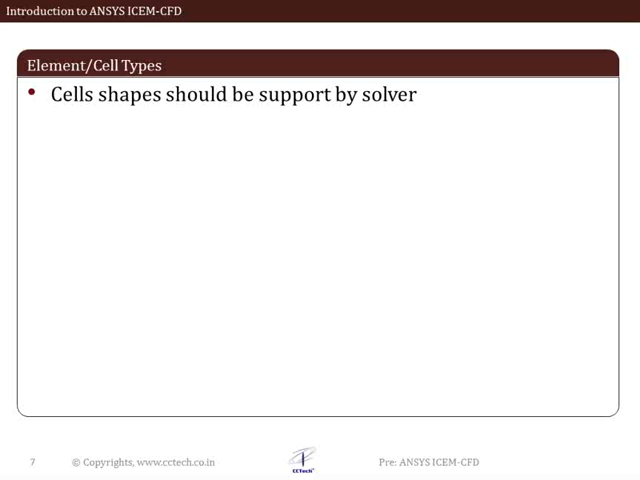 Introduction to ANSYS ICEM-CFD
Element/Cell Types
• Cells shapes should be support by solver
7 © Copyrights, www.cctech.co.in CCTech™ Pre: ANSYS ICEM-CFD